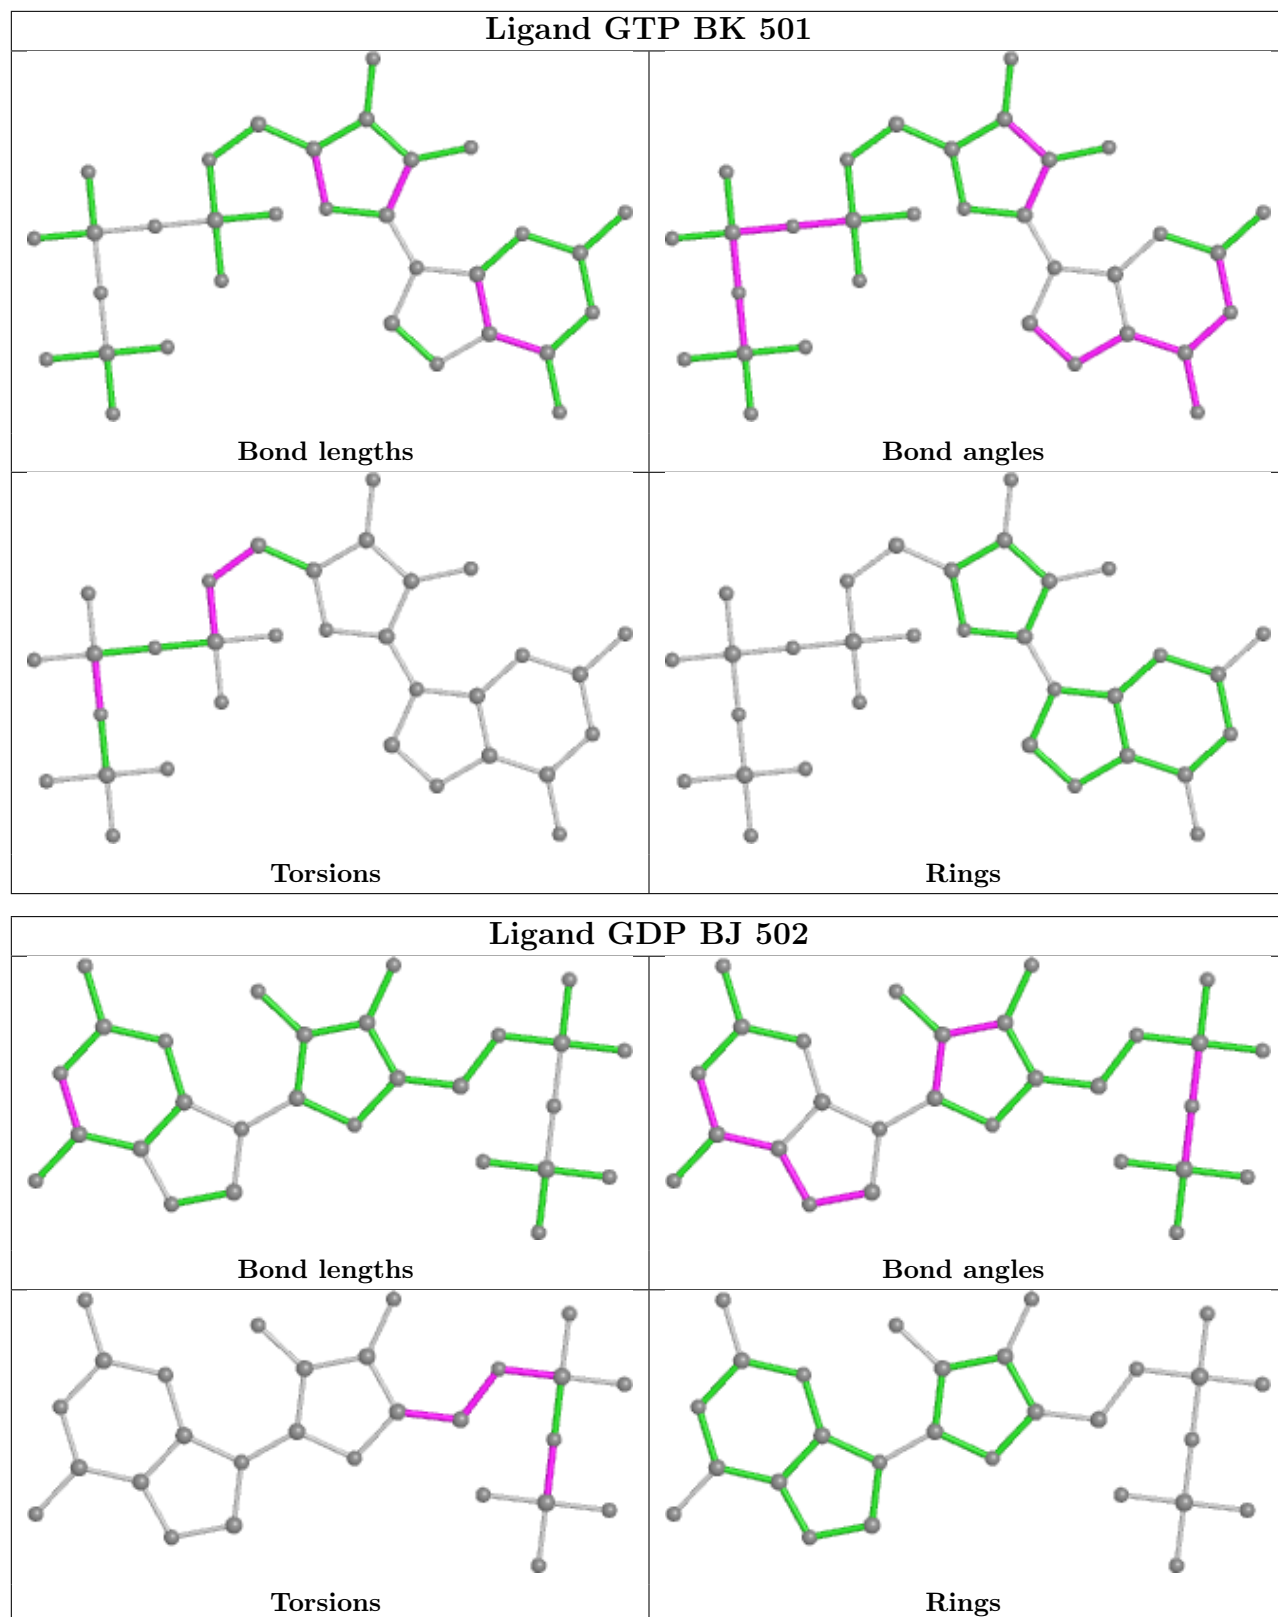 Ligand GTP BK 501
Bond lengths
Bond angles
Torsions
Rings
Ligand GDP BJ 502
Bond lengths
Bond angles
Torsions
Rings